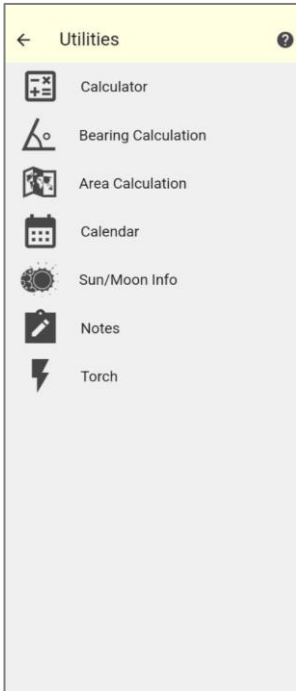 Utilities
Calculator
Bearing Calculation
Area Calculation
Calendar
Sun/Moon Info
Notes
Torch